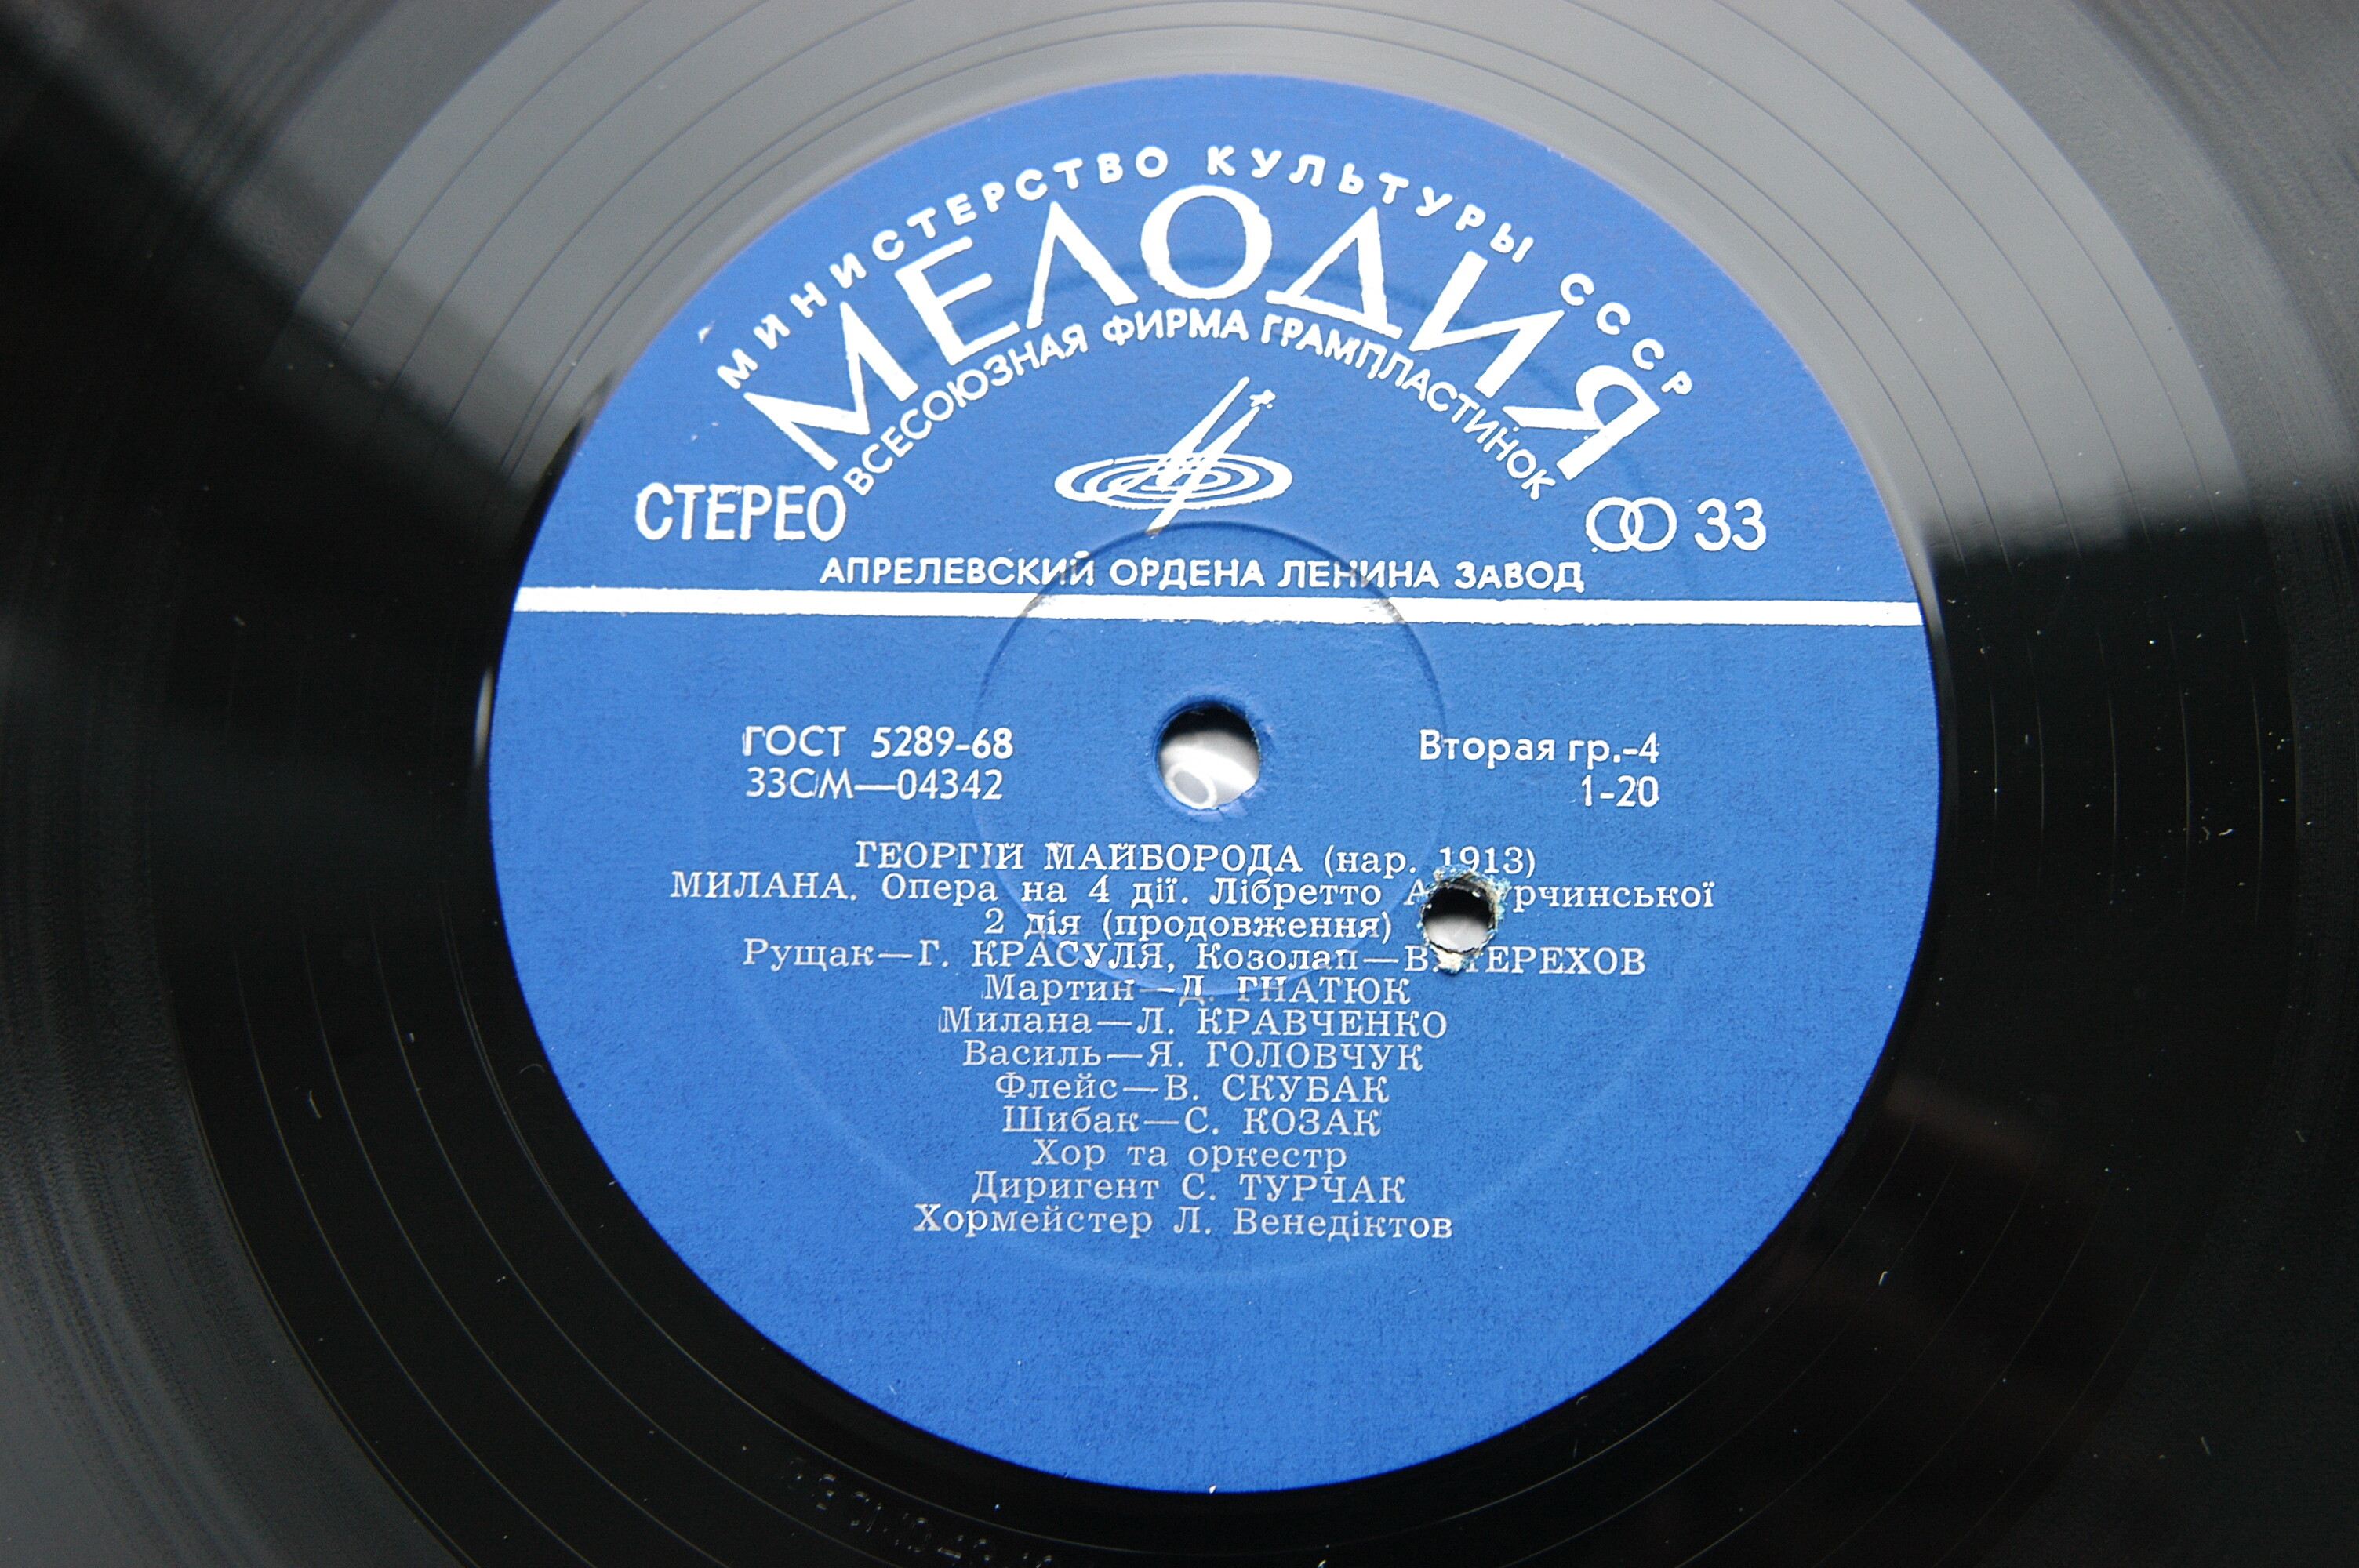 МИНИСТЕРСТВО КУЛЬТУРЫ СССР
МЕЛОДИЯ
ВСЕСОЮЗНАЯ ФИРМА ГРАМПЛАСТИНОК
СТЕРЕО
33
АПРЕЛЕВСКИЙ ОРДЕНА ЛЕНИНА ЗАВОД
ГОСТ 5289-68
Вторая гр.-4
33СМ—04342
1-20
ГЕОРГІЙ МАЙБОРОДА (нар. 1913)
МИЛАНА. Опера на 4 дії. Лібретто
2 дія (продовження)
Рущак—Г. КРАСУЛЯ, Козолап—В. ТЕРЕХОВ
Мартин—Д. ГНАТЮК
Милана—Л. КРАВЧЕНКО
Василь—Я. ГОЛОВЧУК
Флейс—В. СКУБАК
Шибак—С. КОЗАК
Хор та оркестр
Диригент С. ТУРЧАК
Хормейстер Л. Венедіктов